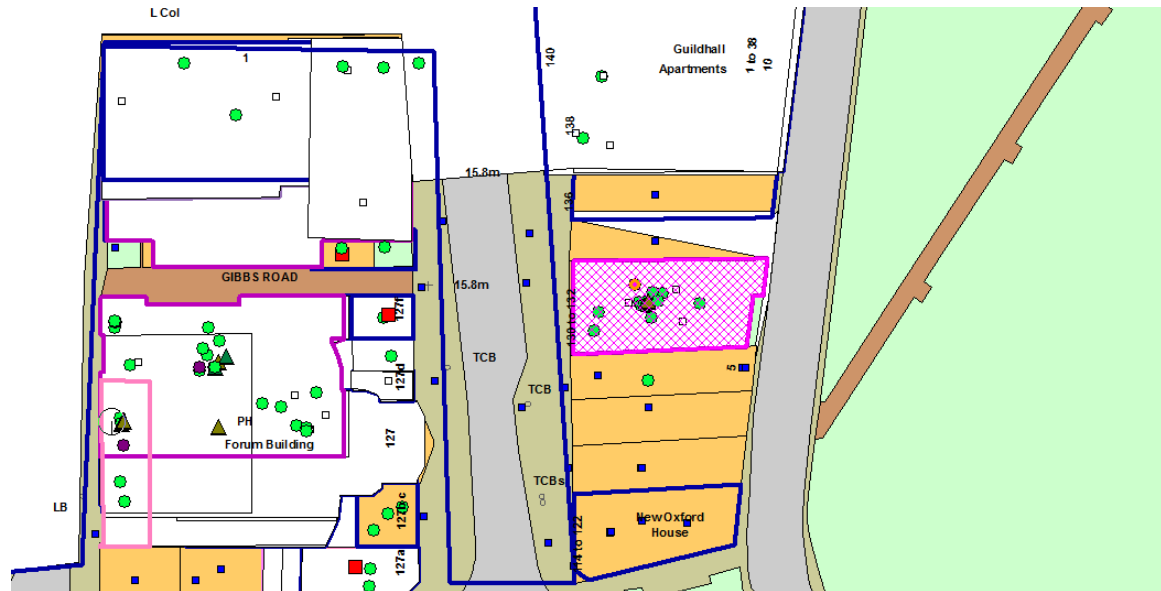 L Col
1
140
Guildhall
Apartments
1 to 38
10
138
15.8m
136
GIBBS ROAD
15.8m
127f
130 to 132
TCB
127d
5
TCB
PH
Forum Building
127
TCBs
LB
New Oxford
House
114 to 122
127a